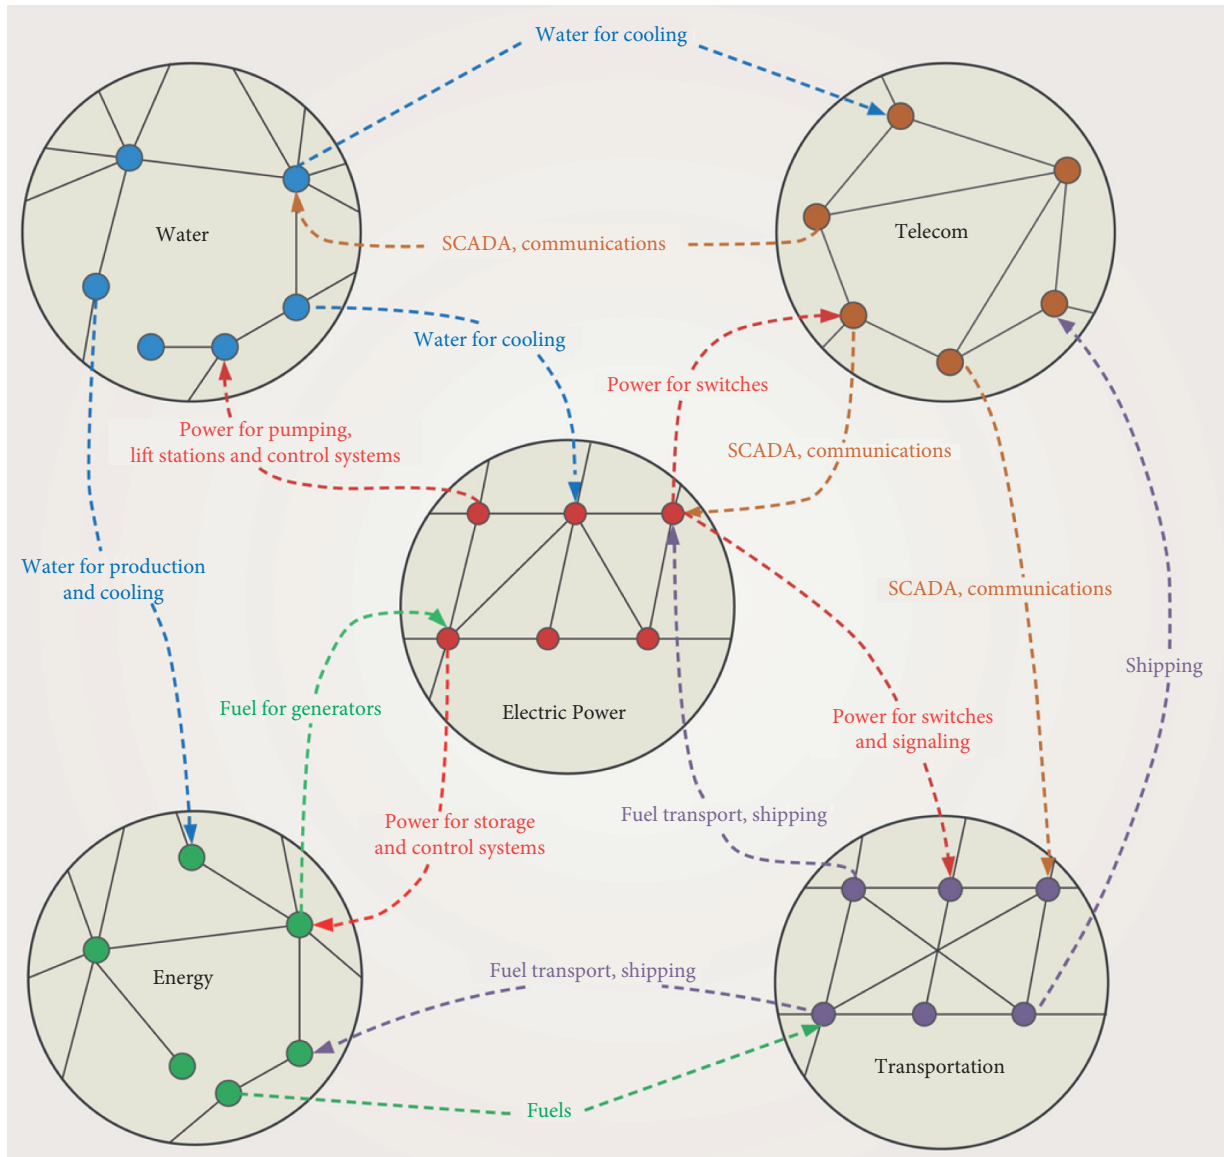 Water for cooling
Water
Telecom
SCADA, communications
Water for cooling
Power for switches
Power for pumping,
lift stations and control systems
SCADA, communications
Water for production
and cooling
SCADA, communications
Shipping
Fuel for generators
Electric Power
Power for switches
and signaling
Fuel transport, shipping
Power for storage
and control systems
Energy
Fuel transport, shipping
Transportation
Fuels